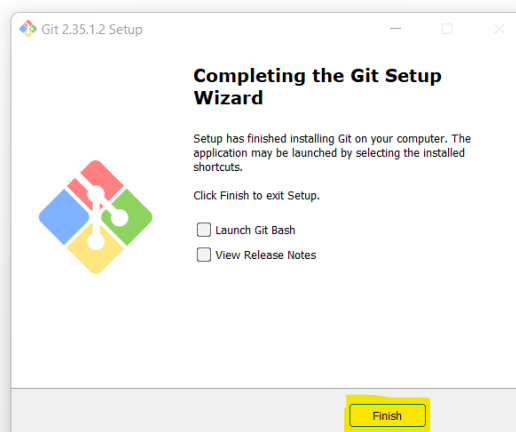 Git 2.35.1.2 Setup
Completing the Git Setup
Wizard
Setup has finished installing Git on your computer. The
application may be launched by selecting the installed
shortcuts.
Click Finish to exit Setup.
Launch Git Bash
View Release Notes
Finish